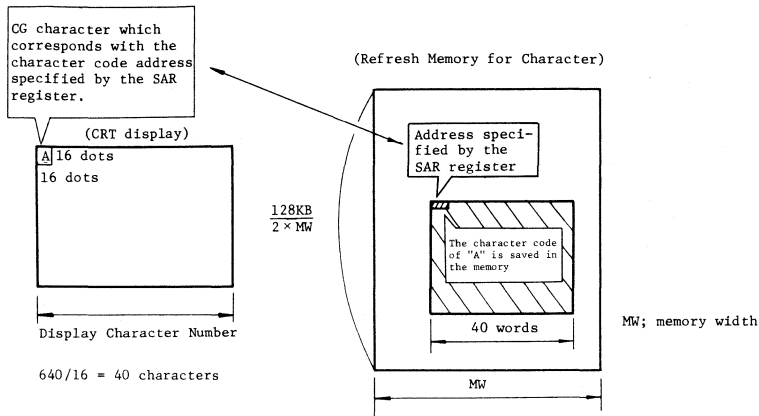 CG character which
corresponds with the
character code address
specified by the SAR
register.
(CRT display)
A 16 dots
16 dots
Display Character Number
640/16 = 40 characters
(Refresh Memory for Character)
Address speci-
fied by the
SAR register
128KB
2 × MW
The character code
of "A" is saved in
the memory
40 words
MW
MW; memory width